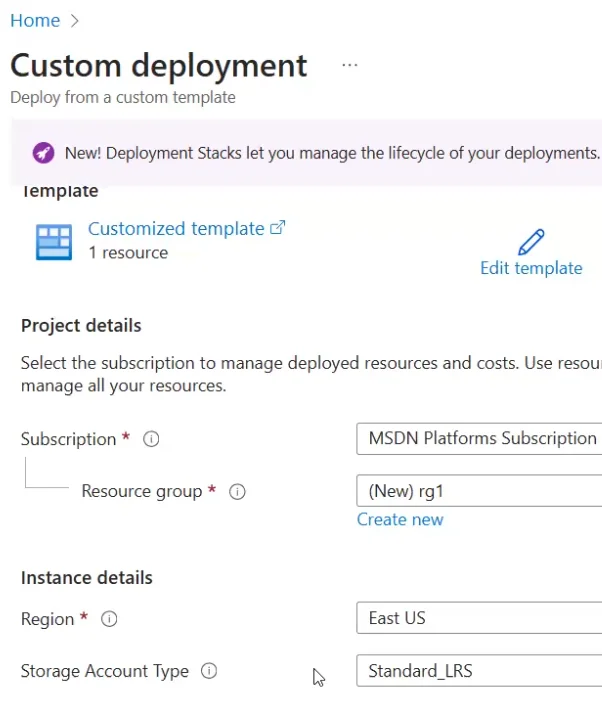 Home >
Custom deployment ...
Deploy from a custom template
New! Deployment Stacks let you manage the lifecycle of your deployments.
Template
Customized template
1 resource
Edit template
Project details
Select the subscription to manage deployed resources and costs. Use
manage all your resources.
Subscription *
MSDN Platforms Subscription
Resource group *
(New) rg1
Create new
Instance details
Region *
East US
Storage Account Type
Standard_LRS